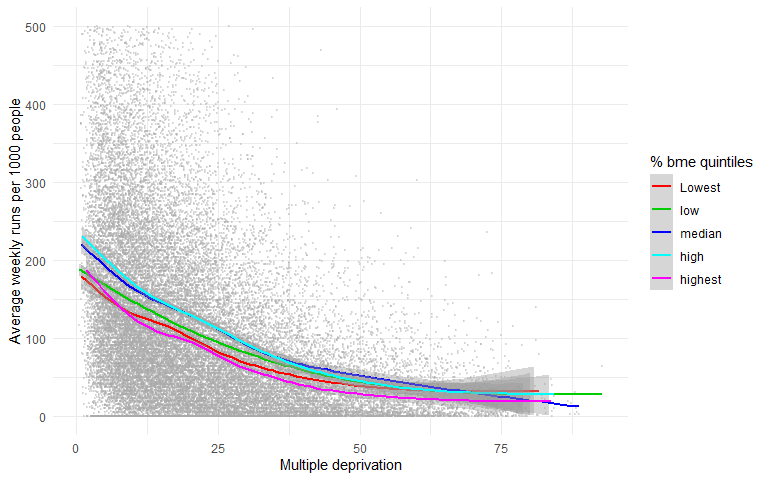 500
400
300
200
100
0
Average weekly runs per 1000 people
0
25
50
75
Multiple deprivation
% bme quintiles
Lowest
low
median
high
highest